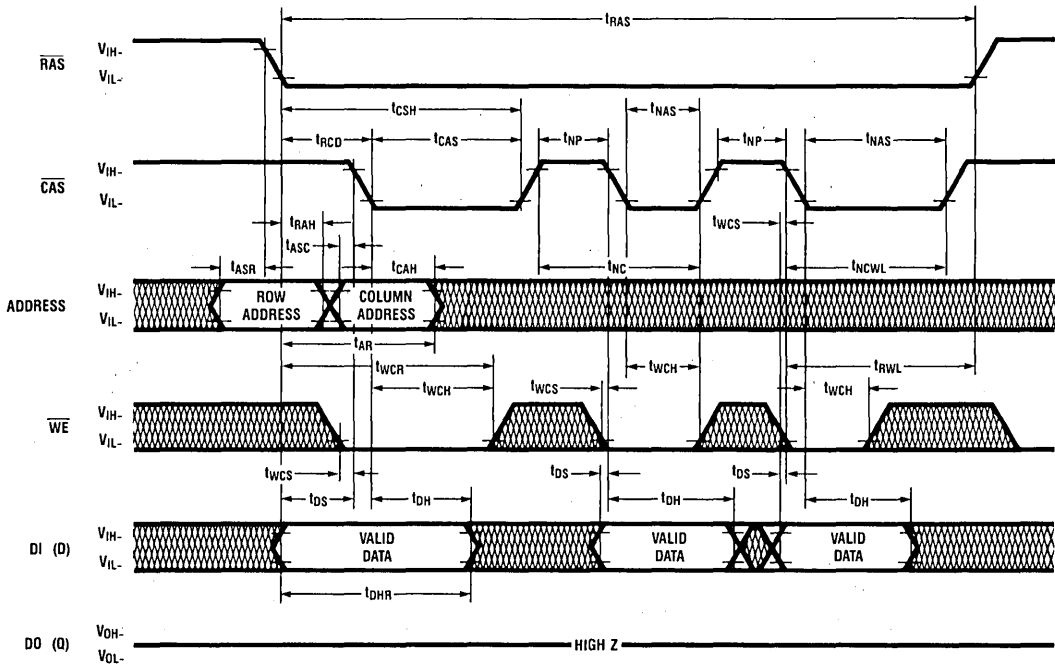 tRAS
RAS VIH-
VIL-
tCSH tNAS
tRCD tCAS tNP tNP tNAS
CAS VIH-
VIL-
tRAH tWCS
tASC
tASR tCAH tNC tNCWL
ADDRESS VIH-
VIL-
ROW ADDRESS
COLUMN ADDRESS
tAR
tWCR tRWL
tWCH tWCS tWCH tWCH
WE VIH-
VIL-
tWCS tDS tDS
tDS tDH tDH tDH
DI (D) VIH-
VIL-
VALID DATA
VALID DATA
VALID DATA
tDHR
DO (Q) VOH-
VOL-
HIGH Z